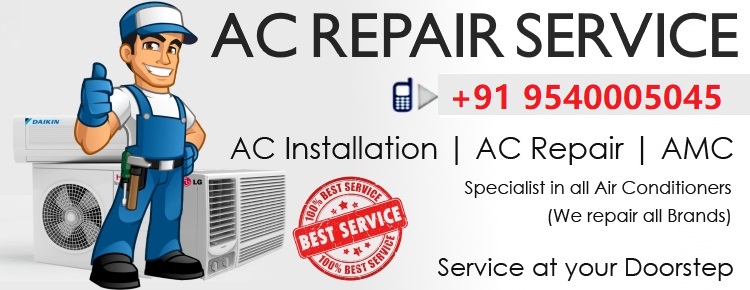 AC REPAIR SERVICE
+91 9540005045
DAIKIN
AC Installation | AC Repair | AMC
LG
Specialist in all Air Conditioners
(We repair all Brands)
100% BEST SERVICE
BEST SERVICE
100% BEST SERVICE
Service at your Doorstep